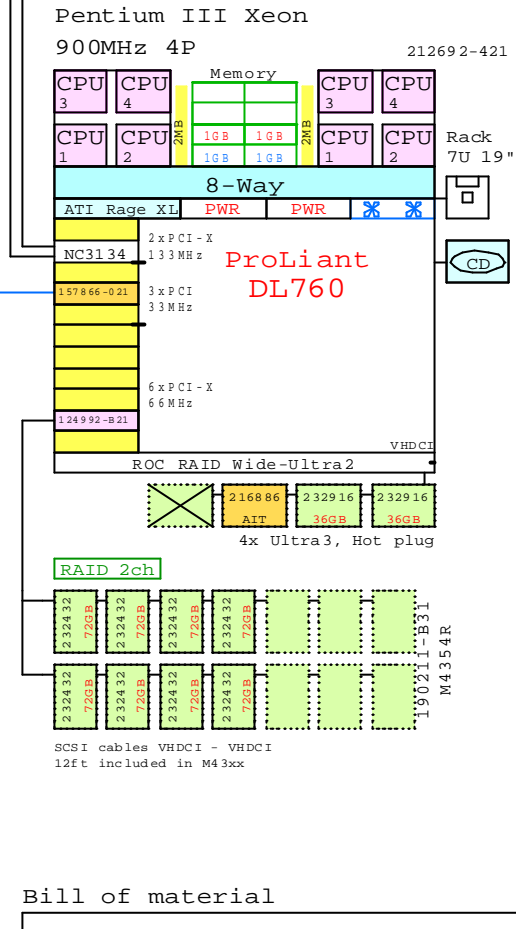 Pentium III Xeon
900MHz 4P
212692-421
Memory
CPU 3
CPU 4
CPU 3
CPU 4
2MB
1GB 1GB
2MB
CPU 1
CPU 2
1GB 1GB
CPU 1
CPU 2
Rack
7U 19"
8-Way
ATI Rage XL
PWR
PWR
2xPCI-X
133MHz
NC3134
ProLiant
DL760
CD
157866-021
3xPCI
33MHz
6xPCI-X
66MHz
124992-B21
VHDCI
ROC RAID Wide-Ultra2
216886
AIT
232916
36GB
232916
36GB
4x Ultra3, Hot plug
RAID 2ch
232432
72GB
232432
72GB
232432
72GB
232432
72GB
232432
72GB
232432
72GB
232432
72GB
232432
72GB
190211-B31
M4354R
SCSI cables VHDCI - VHDCI
12ft included in M43xx
Bill of material